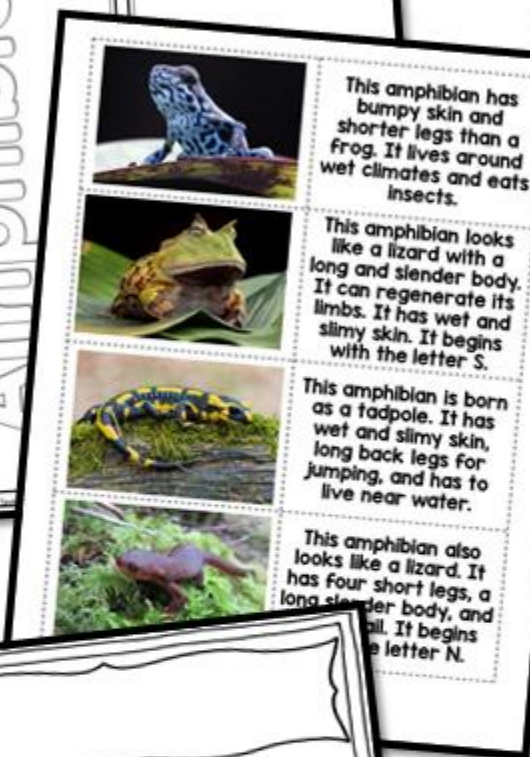 This amphibian has
bumpy skin and
shorter legs than a
frog. It lives around
wet climates and eats
insects.
This amphibian looks
like a lizard with a
long and slender body.
It can regenerate its
limbs. It has wet and
slimy skin. It begins
with the letter S.
This amphibian is born
as a tadpole. It has
wet and slimy skin,
long back legs for
jumping, and has to
live near water.
This amphibian also
looks like a lizard. It
has four short legs, a
long slender body, and
It begins
letter N.